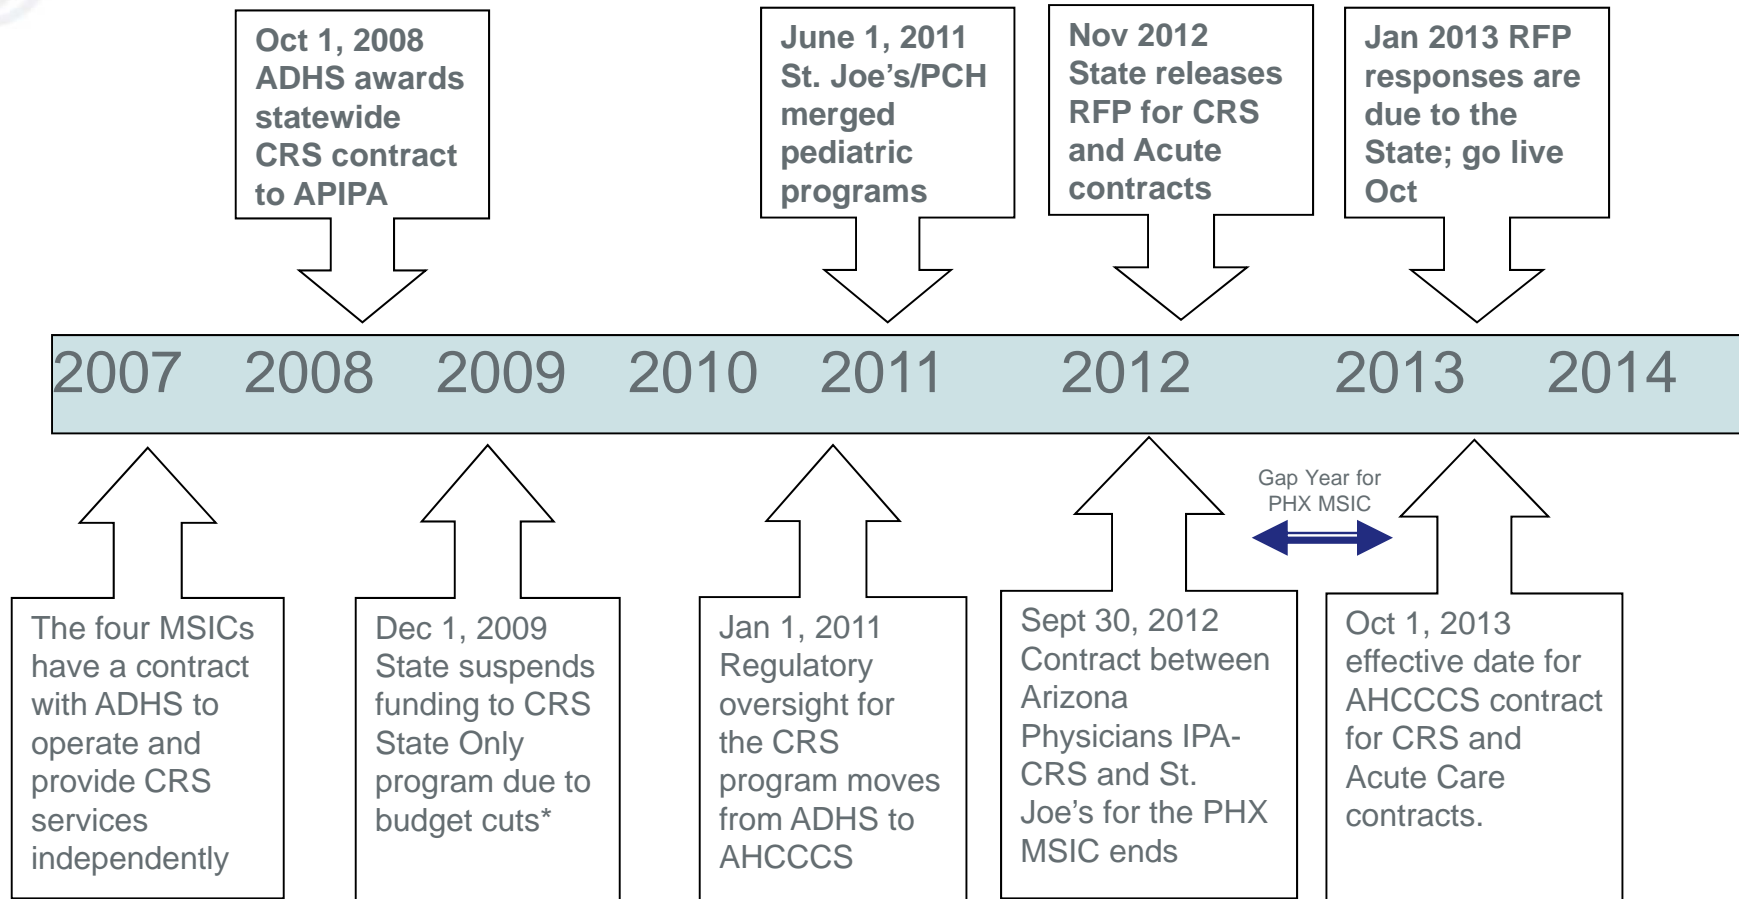 Oct 1, 2008
ADHS awards
statewide
CRS contract
to APIPA
June 1, 2011
St. Joe’s/PCH
merged
pediatric
programs
Nov 2012
State releases
RFP for CRS
and Acute
contracts
Jan 2013 RFP
responses are
due to the
State; go live
Oct
2007 2008 2009 2010 2011 2012 2013 2014
Gap Year for
PHX MSIC
The four MSICs
have a contract
with ADHS to
operate and
provide CRS
services
independently
Dec 1, 2009
State suspends
funding to CRS
State Only
program due to
budget cuts*
Jan 1, 2011
Regulatory
oversight for
the CRS
program moves
from ADHS to
AHCCCS
Sept 30, 2012
Contract between
Arizona
Physicians IPA-
CRS and St.
Joe’s for the PHX
MSIC ends
Oct 1, 2013
effective date for
AHCCCS contract
for CRS and
Acute Care
contracts.